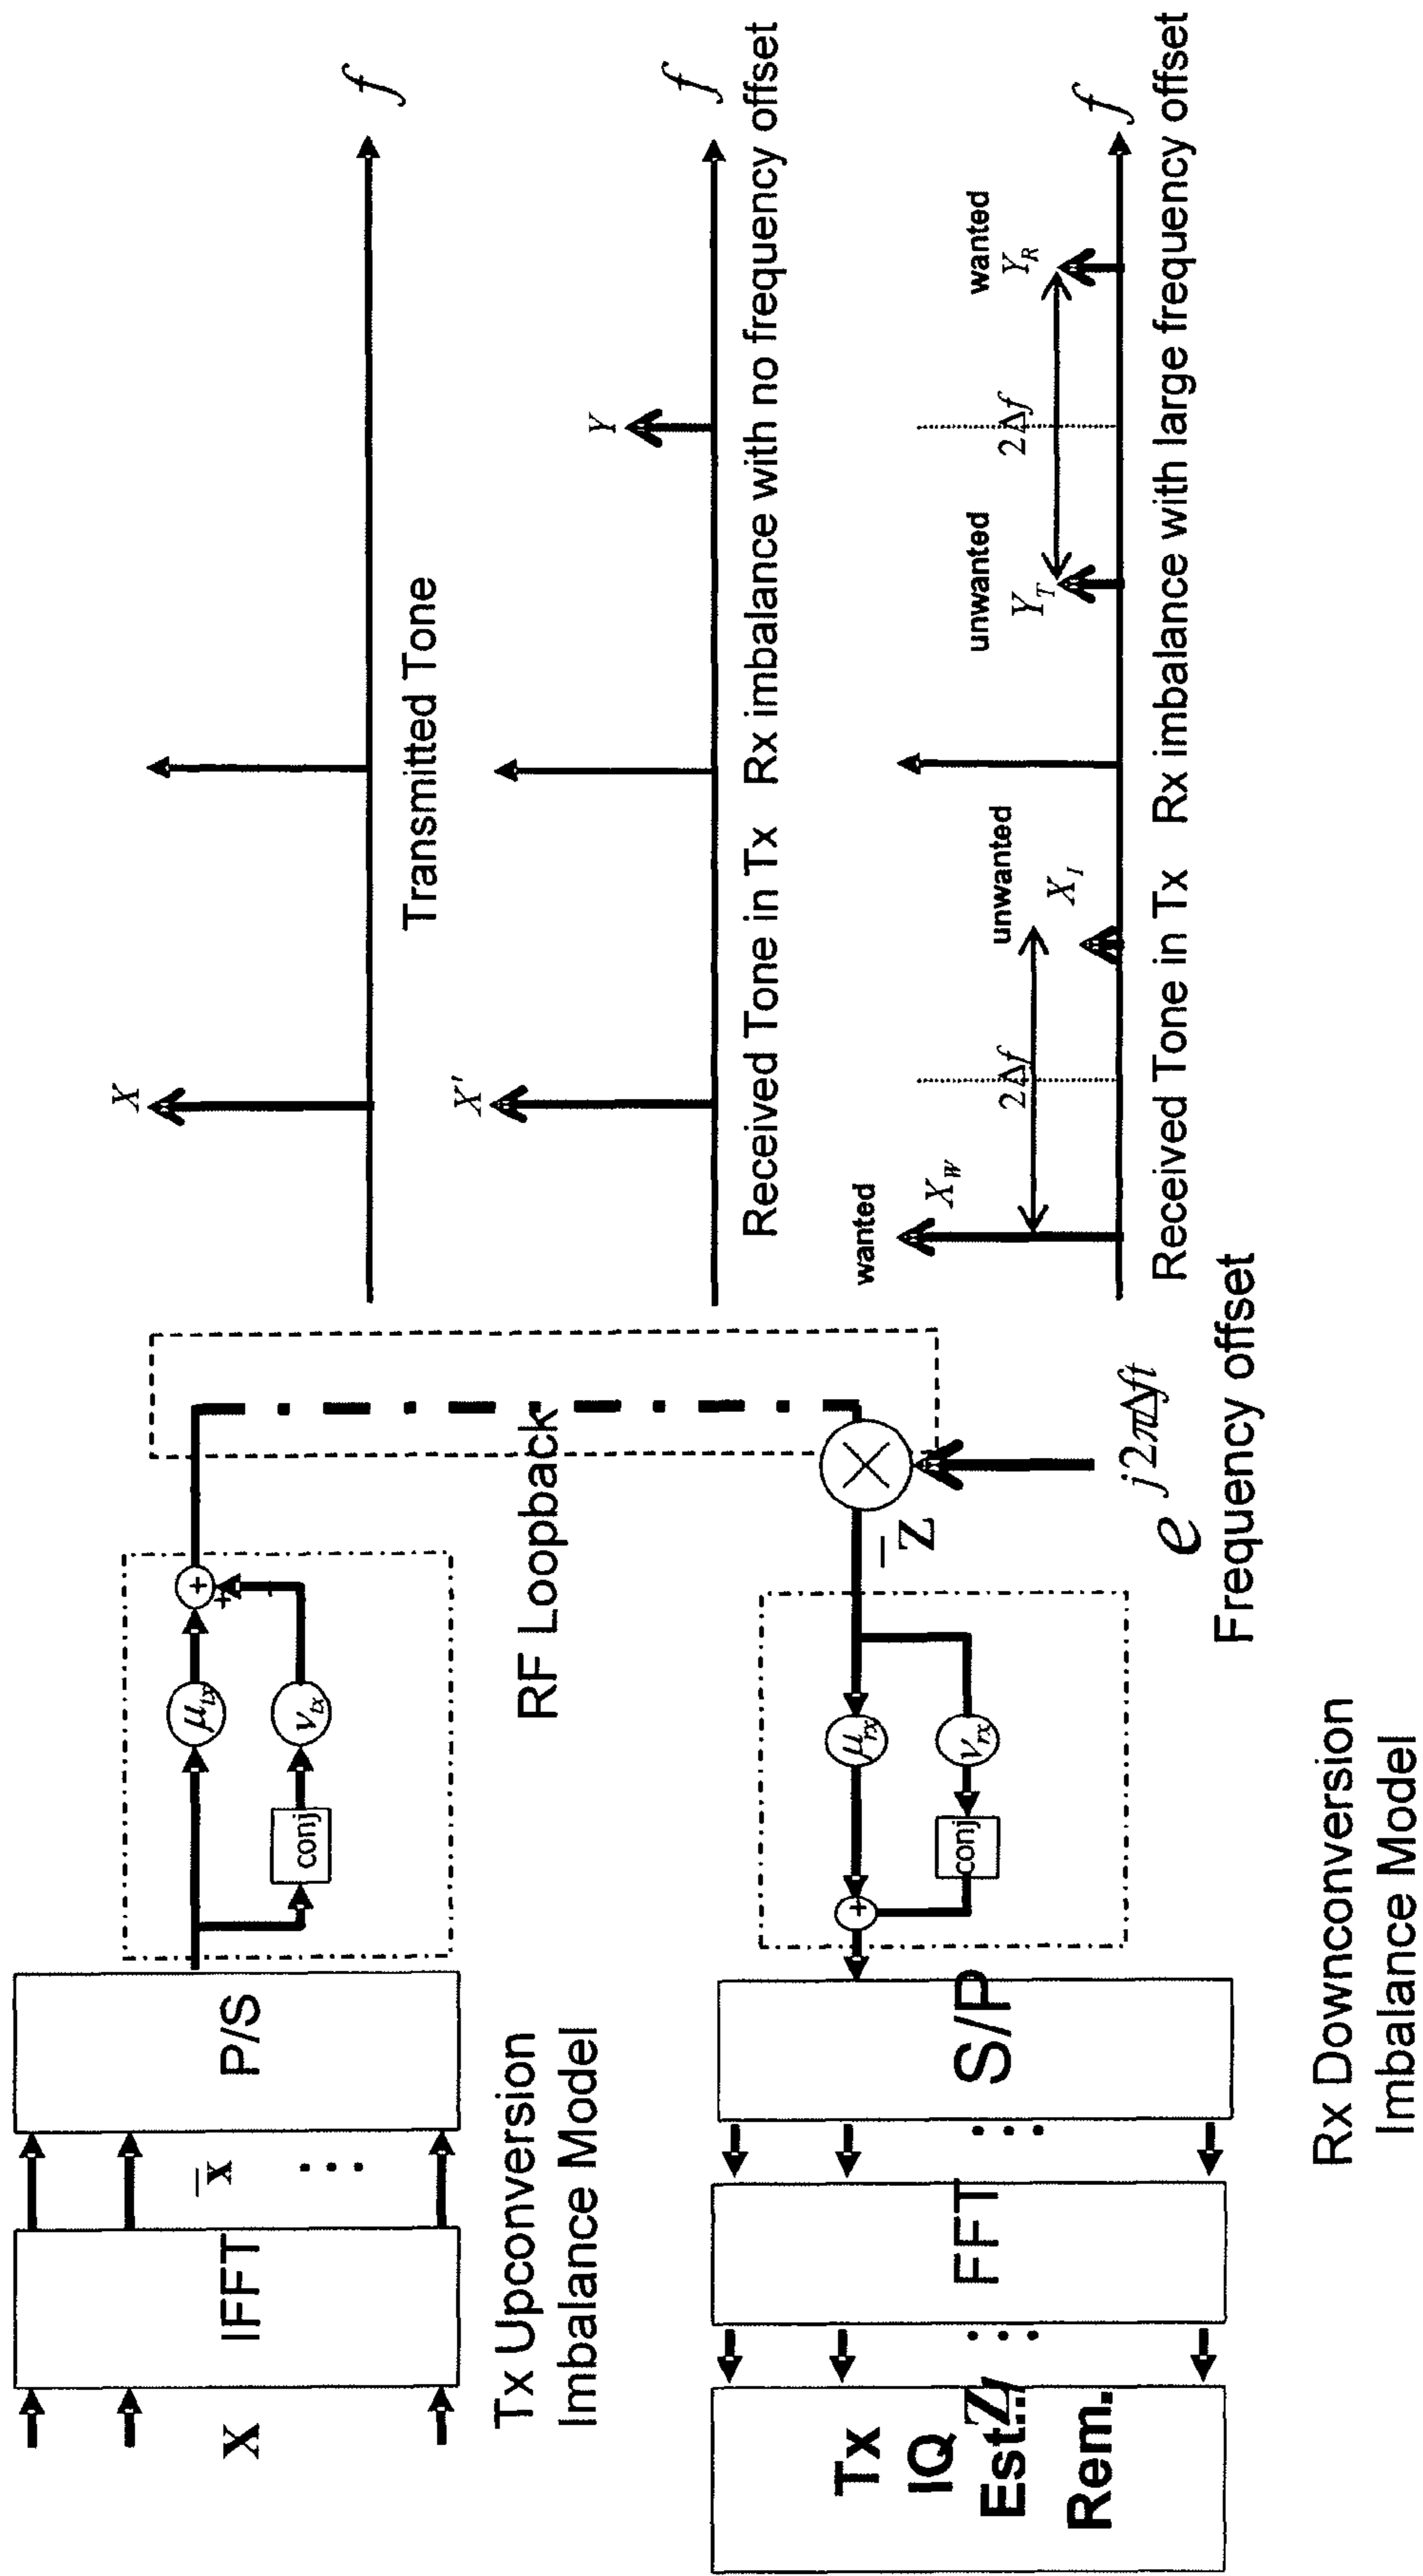 X
IFFT
x̄
...
P/S
conj
μtx
νtx
+
+
Tx Upconversion
Imbalance Model
RF Loopback
Tx
IQ
Est...
Rem.
Z
...
FFT
...
S/P
+
conj
μrx
νrx
Z̄
e^{j2πΔft}
Frequency offset
Rx Downconversion
Imbalance Model
X
f
Transmitted Tone
X'
Y
f
Received Tone in Tx Rx imbalance with no frequency offset
wanted
X_W
2Δf
unwanted
X_I
unwanted
Y_T
2Δf
wanted
Y_R
f
Received Tone in Tx Rx imbalance with large frequency offset